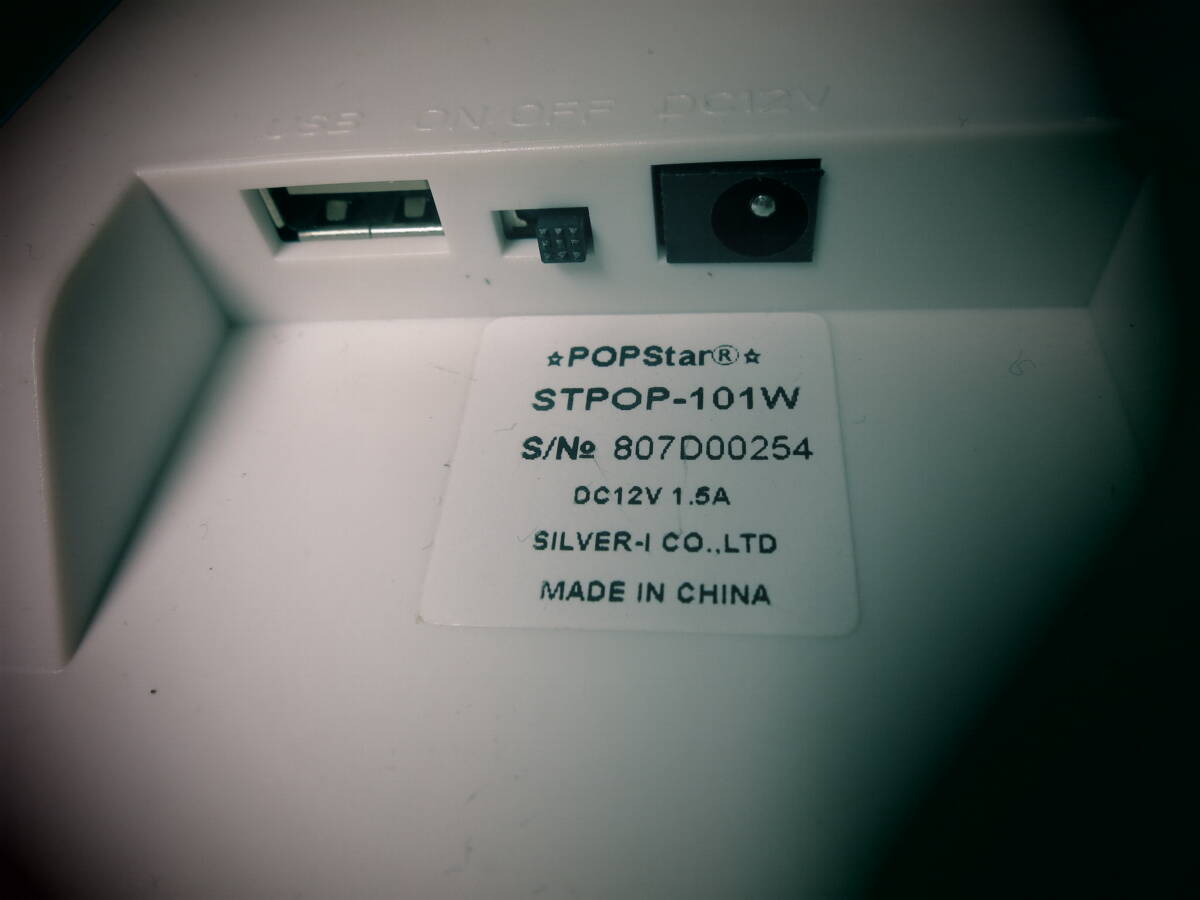 USB ON OFF DC12V
☆POPStar®☆
STPOP-101W
S/№ 807D00254
DC12V 1.5A
SILVER-I CO.,LTD
MADE IN CHINA